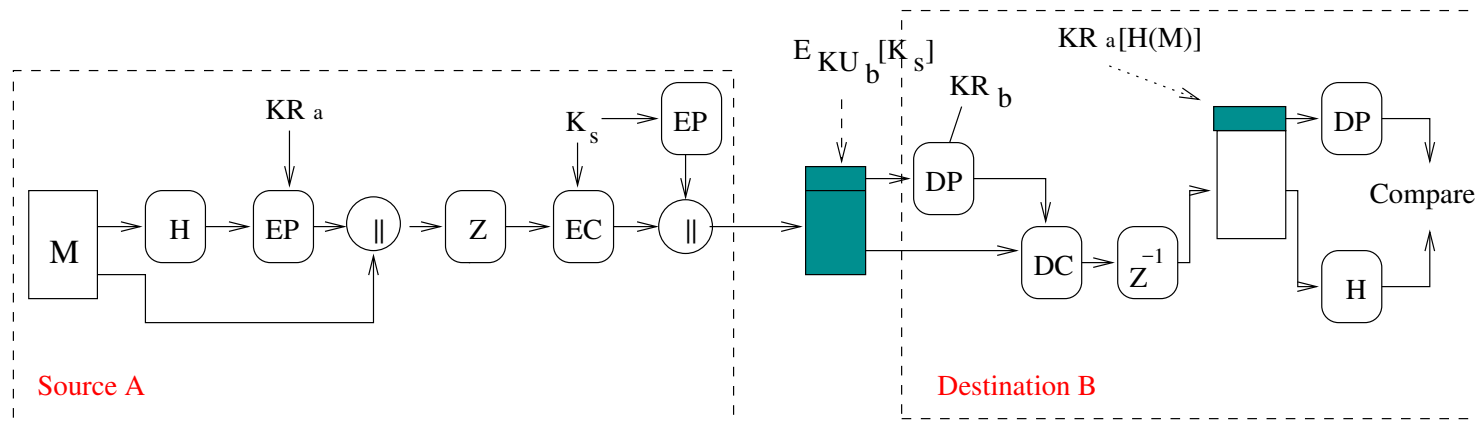 E KU b [K s]
KR a [H(M)]
KR a
K s
EP
KR b
DP
DP
M
H
EP
||
Z
EC
||
DC
Z -1
Compare
H
Source A
Destination B